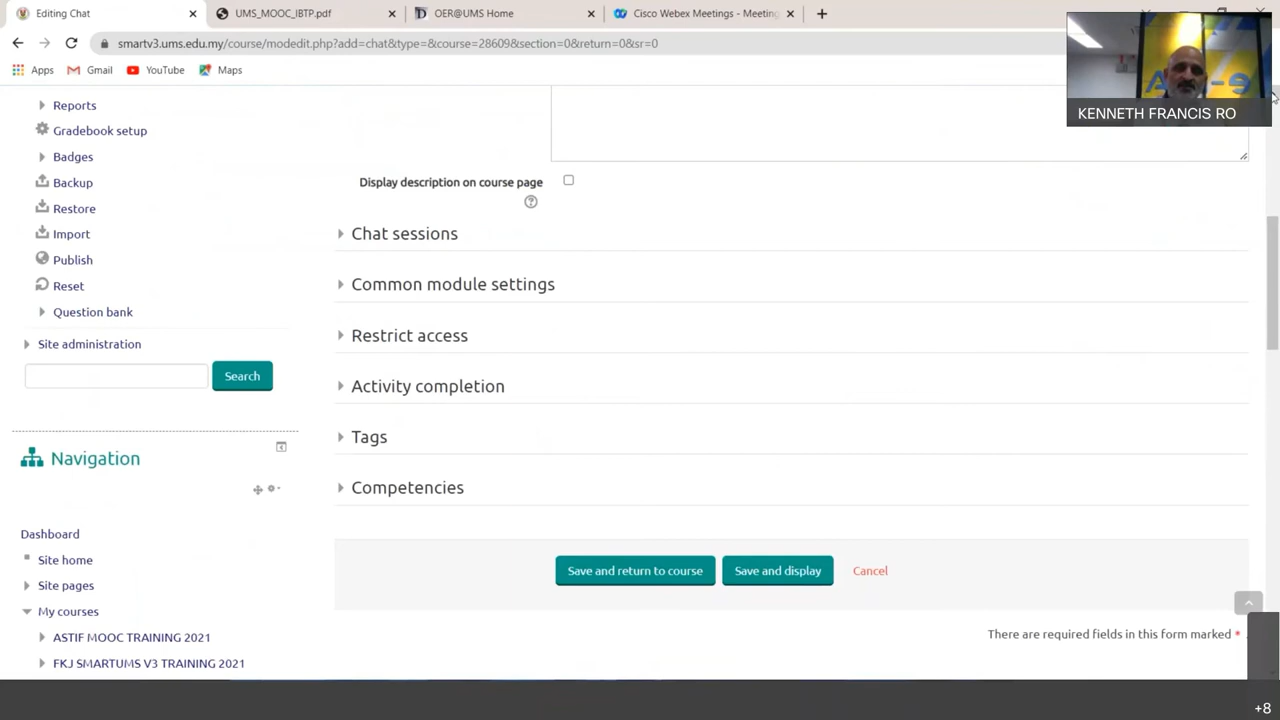 Editing Chat
UMS_MOOC_IBTP.pdf
OER@UMS Home
Cisco Webex Meetings - Meeting
smartv3.ums.edu.my/course/modedit.php?add=chat&type=&course=28609&section=0&return=0&sr=0
Apps
Gmail
YouTube
Maps
KENNETH FRANCIS RO
Reports
Gradebook setup
Badges
Backup
Restore
Import
Publish
Reset
Question bank
Site administration
Search
Navigation
Dashboard
Site home
Site pages
My courses
ASTIF MOOC TRAINING 2021
FKJ SMARTUMS V3 TRAINING 2021
Display description on course page
Chat sessions
Common module settings
Restrict access
Activity completion
Tags
Competencies
Save and return to course
Save and display
Cancel
There are required fields in this form marked * .
+8